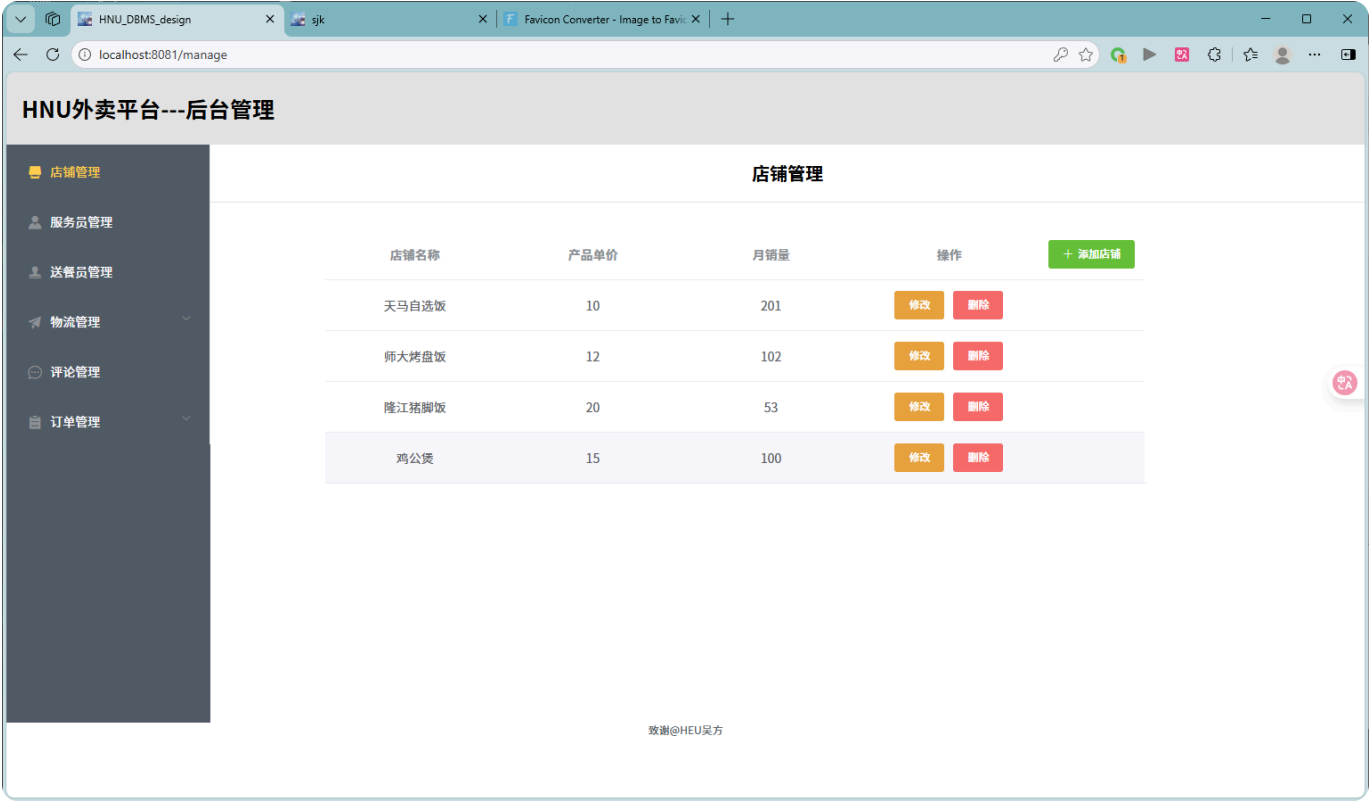 HNU_DBMS_design
sjk
Favicon Converter - Image to Favic
localhost:8081/manage
1
HNU外卖平台---后台管理
店铺管理
服务员管理
送餐员管理
物流管理
评论管理
订单管理
店铺管理
店铺名称 产品单价 月销量 操作 + 添加店铺
天马自选饭 10 201 修改 删除
师大烤盘饭 12 102 修改 删除
隆江猪脚饭 20 53 修改 删除
鸡公煲 15 100 修改 删除
致谢@HEU吴方